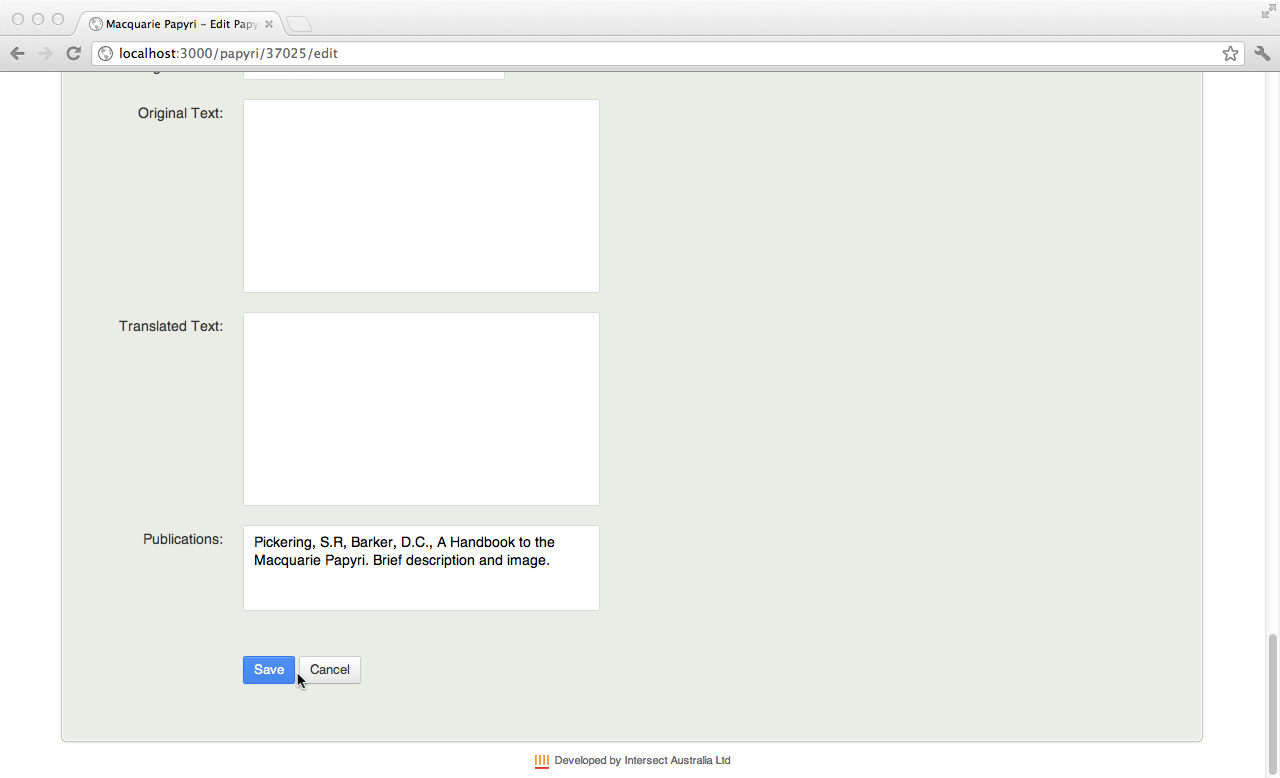 Macquarie Papyri – Edit Papy
localhost:3000/papyri/37025/edit
Original Text:
Translated Text:
Publications:
Pickering, S.R, Barker, D.C., A Handbook to the
Macquarie Papyri. Brief description and image.
Save
Cancel
Developed by Intersect Australia Ltd